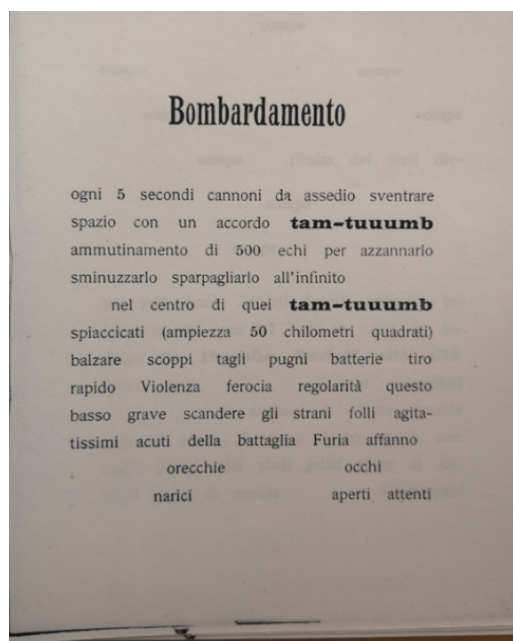 Bombardamento
ogni 5 secondi cannoni da assedio sventrare
spazio con un accordo tam-tuuumb
ammutinamento di 500 echi per azzannarlo
sminuzzarlo sparpagliarlo all'infinito
nel centro di quei tam-tuuumb
spiaccicati (ampiezza 50 chilometri quadrati)
balzare scoppi tagli pugni batterie tiro
rapido Violenza ferocia regolarità questo
basso grave scandere gli strani folli agita-
tissimi acuti della battaglia Furia affanno
orecchie occhi
narici aperti attenti